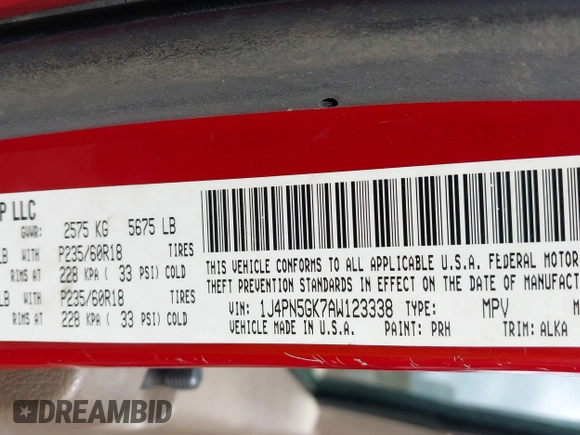 P LLC
GVWR: 2575 KG 5675 LB
LB WITH P235/60R18 TIRES
RIMS AT 228 KPA ( 33 PSI) COLD
LB WITH P235/60R18 TIRES
RIMS AT 228 KPA ( 33 PSI) COLD
THIS VEHICLE CONFORMS TO ALL APPLICABLE U.S.A. FEDERAL MOTOR
THEFT PREVENTION STANDARDS IN EFFECT ON THE DATE OF MANUFACT
VIN: 1J4PN5GK7AW123338 TYPE: MPV
VEHICLE MADE IN U.S.A. PAINT: PRH TRIM: ALKA
DREAMBID